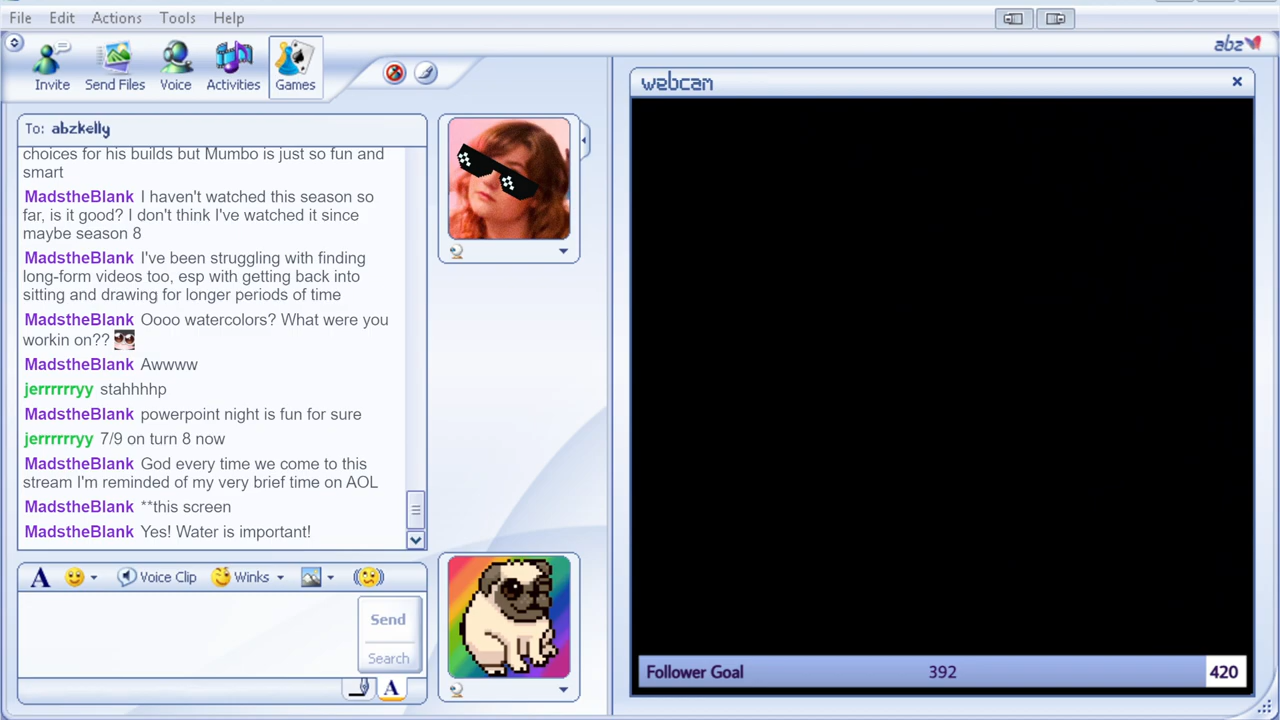 File Edit Actions Tools Help
abz
Invite Send Files Voice Activities Games
webcam
To: abzkelly
choices for his builds but Mumbo is just so fun and
smart
MadstheBlank I haven't watched this season so
far, is it good? I don't think I've watched it since
maybe season 8
MadstheBlank I've been struggling with finding
long-form videos too, esp with getting back into
sitting and drawing for longer periods of time
MadstheBlank Oooo watercolors? What were you
workin on??
MadstheBlank Awwww
jerrrrrryy stahhhhp
MadstheBlank powerpoint night is fun for sure
jerrrrrryy 7/9 on turn 8 now
MadstheBlank God every time we come to this
stream I'm reminded of my very brief time on AOL
MadstheBlank **this screen
MadstheBlank Yes! Water is important!
A Voice Clip Winks
Send
Search
A
Follower Goal 392 420